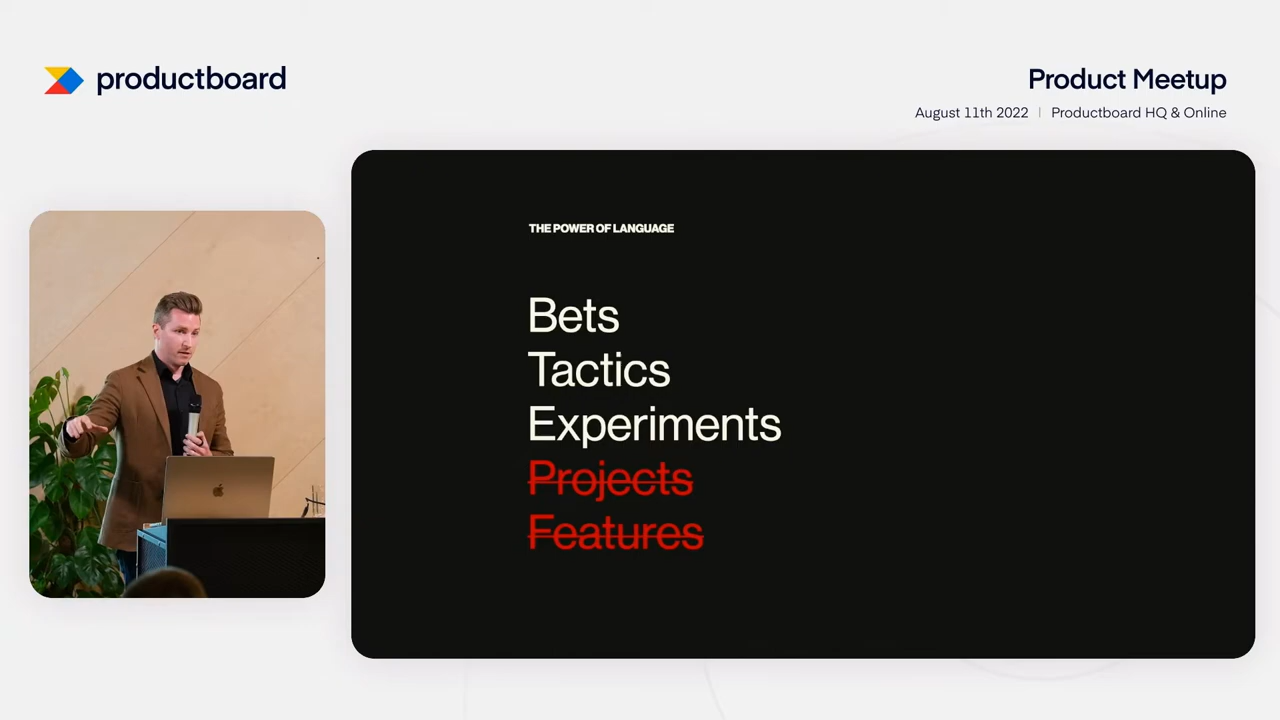 productboard
Product Meetup
August 11th 2022 | Productboard HQ & Online
THE POWER OF LANGUAGE
Bets
Tactics
Experiments
Projects
Features